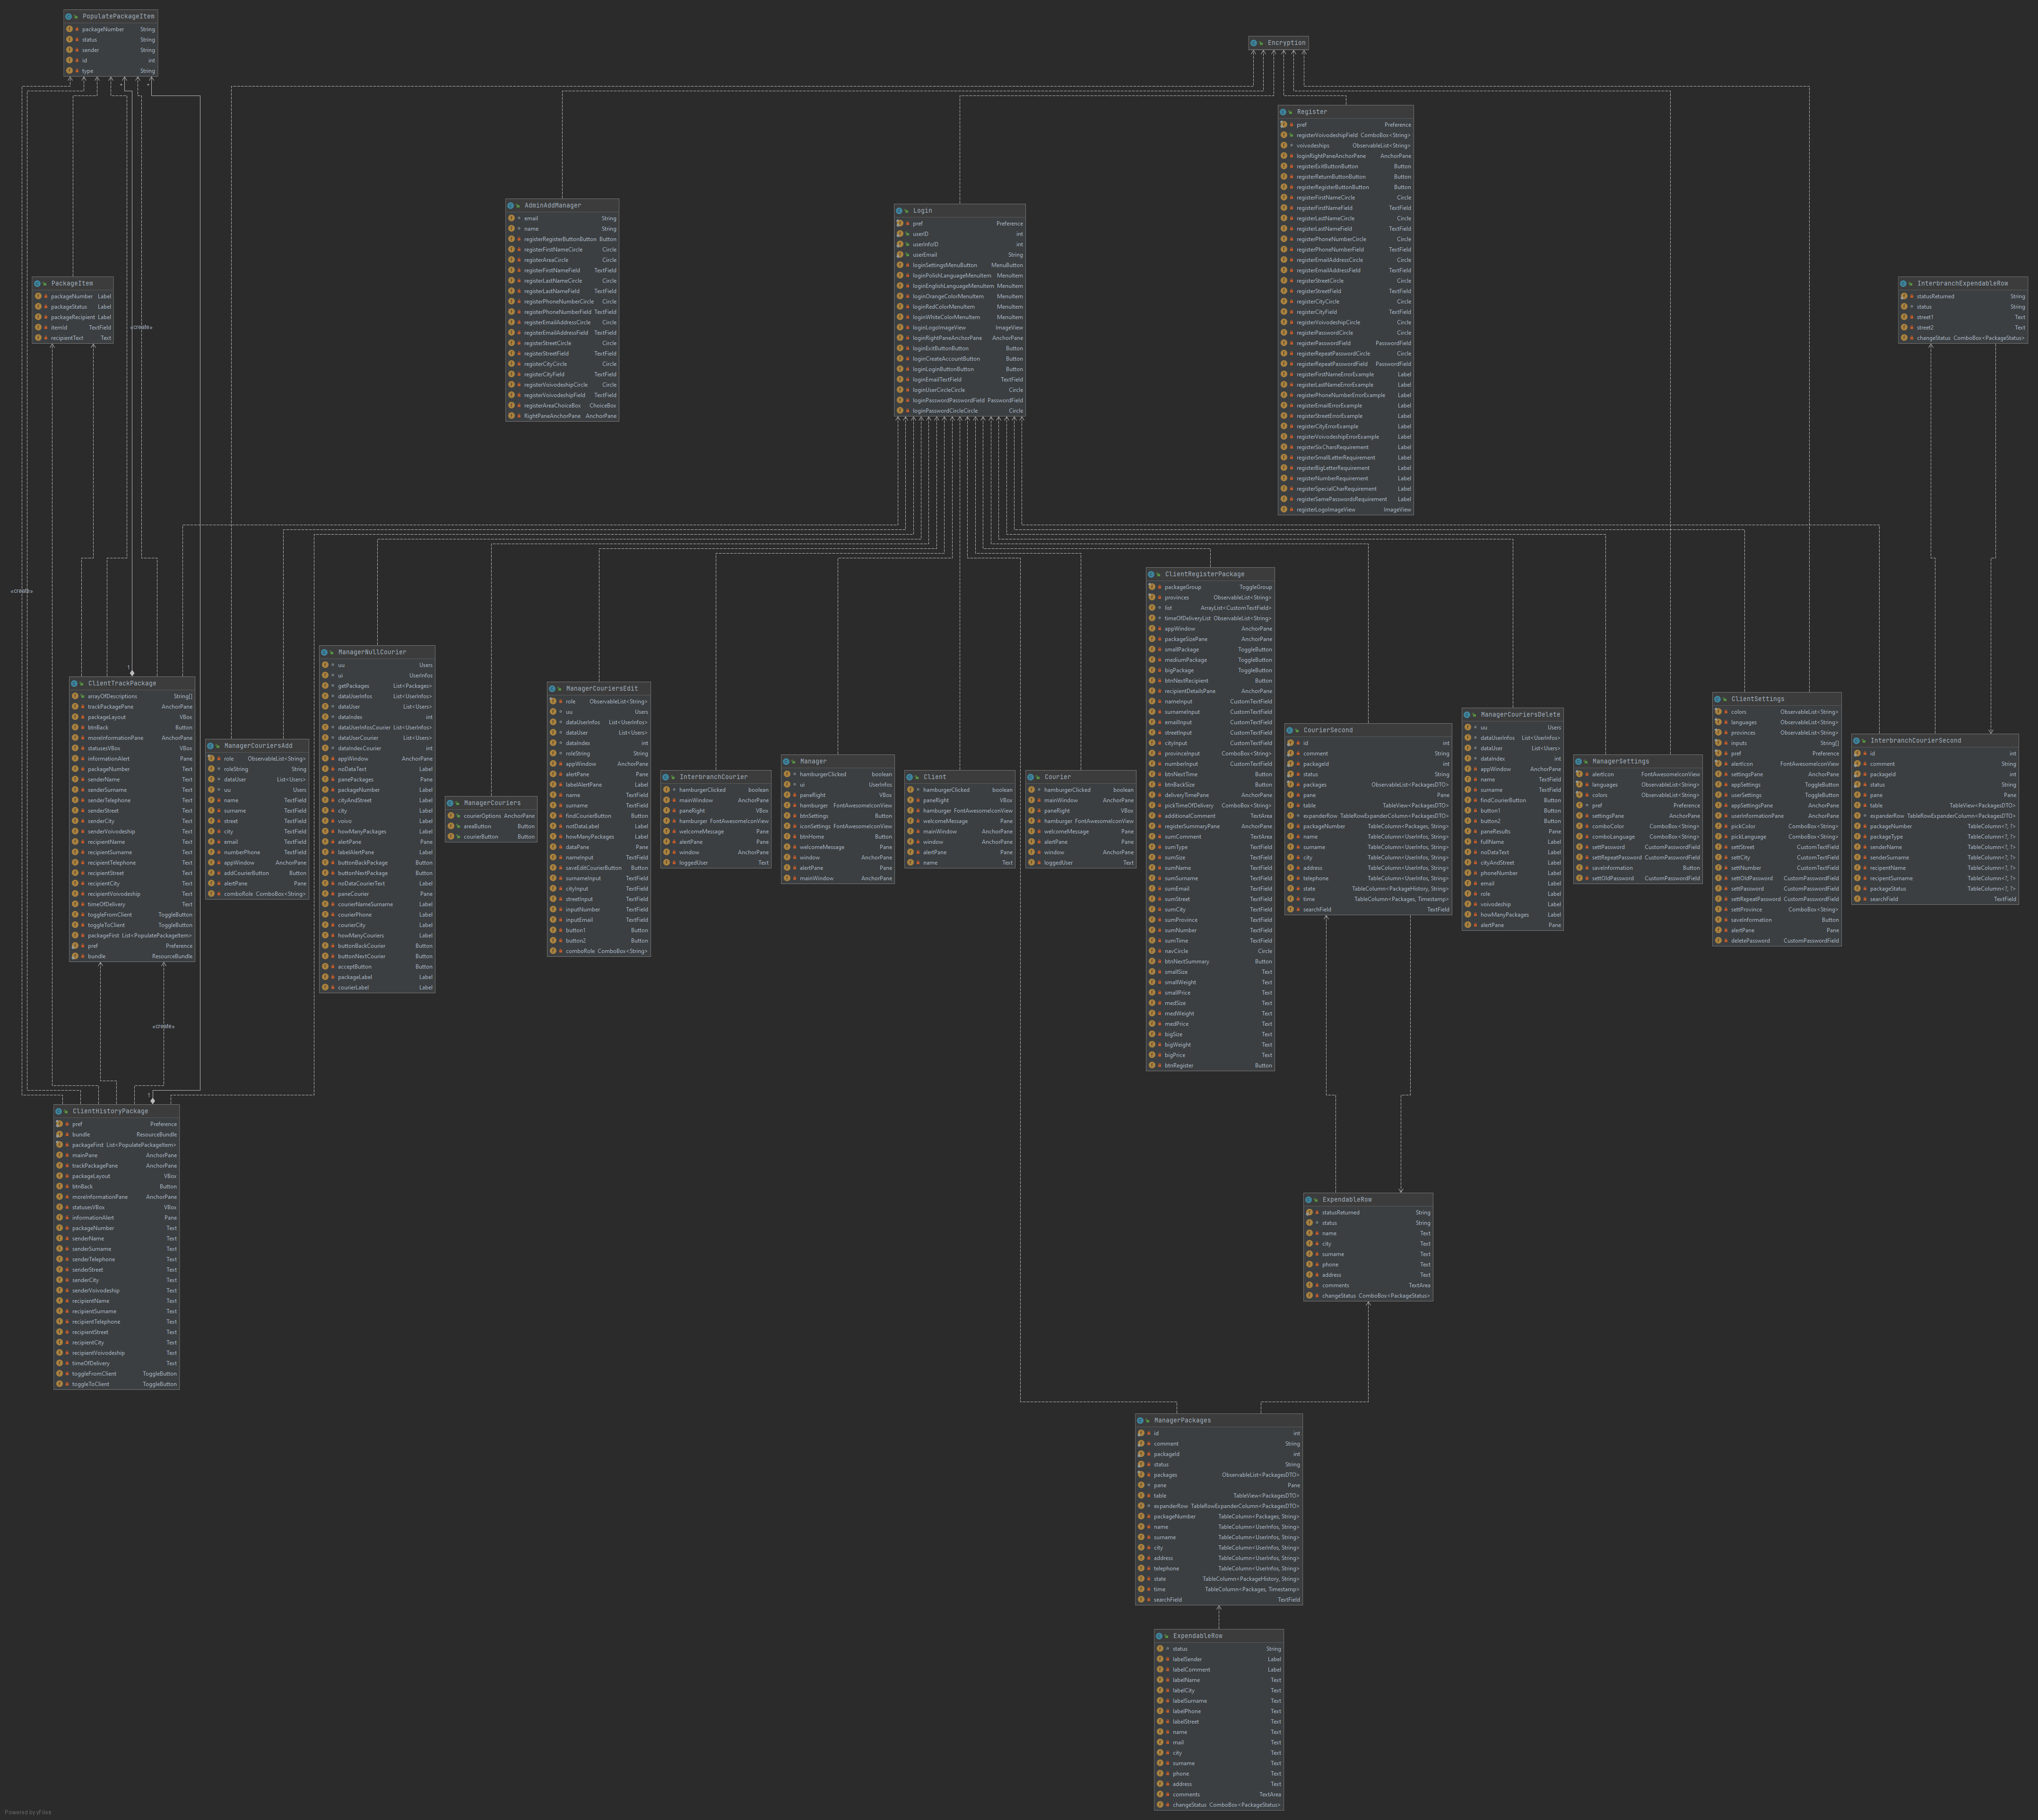 PopulatePackageItem
packageNumber String
status String
sender String
id int
type String
Encryption
Register
pref Preference
registerVoivodeshipField ComboBox<String>
voivodeships ObservableList<String>
loginRightPaneAnchorPane AnchorPane
registerExitButtonButton Button
registerReturnButtonButton Button
registerRegisterButtonButton Button
registerFirstNameCircle Circle
registerFirstNameField TextField
registerLastNameCircle Circle
registerLastNameField TextField
registerPhoneNumberCircle Circle
registerPhoneNumberField TextField
registerEmailAddressCircle Circle
registerEmailAddressField TextField
registerStreetCircle Circle
registerStreetField TextField
registerCityCircle Circle
registerCityField TextField
registerVoivodeshipCircle Circle
registerPasswordCircle Circle
registerPasswordField PasswordField
registerRepeatPasswordCircle Circle
registerRepeatPasswordField PasswordField
registerFirstNameErrorExample Label
registerLastNameErrorExample Label
registerPhoneNumberErrorExample Label
registerEmailErrorExample Label
registerStreetErrorExample Label
registerCityErrorExample Label
registerVoivodeshipErrorExample Label
registerSixCharsRequirement Label
registerSmallLetterRequirement Label
registerBigLetterRequirement Label
registerNumberRequirement Label
registerSpecialCharRequirement Label
registerSamePasswordsRequirement Label
registerLogoImageView ImageView
AdminAddManager
email String
name String
registerRegisterButtonButton Button
registerFirstNameCircle Circle
registerAreaCircle Circle
registerFirstNameField TextField
registerLastNameCircle Circle
registerLastNameField TextField
registerPhoneNumberCircle Circle
registerPhoneNumberField TextField
registerEmailAddressCircle Circle
registerEmailAddressField TextField
registerStreetCircle Circle
registerStreetField TextField
registerCityCircle Circle
registerCityField TextField
registerVoivodeshipCircle Circle
registerVoivodeshipField TextField
registerAreaChoiceBox ChoiceBox
RightPaneAnchorPane AnchorPane
Login
pref Preference
userID int
userInfoID int
userEmail String
loginSettingsMenuButton MenuButton
loginPolishLanguageMenuItem MenuItem
loginEnglishLanguageMenuItem MenuItem
loginOrangeColorMenuItem MenuItem
loginRedColorMenuItem MenuItem
loginWhiteColorMenuItem MenuItem
loginLogoImageView ImageView
loginRightPaneAnchorPane AnchorPane
loginExitButtonButton Button
loginCreateAccountButton Button
loginLoginButtonButton Button
loginEmailTextField TextField
loginUserCircleCircle Circle
loginPasswordPasswordField PasswordField
loginPasswordCircleCircle Circle
PackageItem
packageNumber Label
packageStatus Label
packageRecipient Label
itemId TextField
recipientText Text
«create»
InterbranchExpendableRow
statusReturned String
status String
street1 Text
street2 Text
changeStatus ComboBox<PackageStatus>
«create»
ClientRegisterPackage
packageGroup ToggleGroup
provinces ObservableList<String>
list ArrayList<CustomTextField>
timeOfDeliveryList ObservableList<String>
appWindow AnchorPane
packageSizePane AnchorPane
smallPackage ToggleButton
mediumPackage ToggleButton
bigPackage ToggleButton
btnNextRecipient Button
recipientDetailsPane AnchorPane
nameInput CustomTextField
surnameInput CustomTextField
emailInput CustomTextField
streetInput CustomTextField
cityInput CustomTextField
provinceInput ComboBox<String>
numberInput CustomTextField
btnNextTime Button
btnBackSize Button
deliveryTimePane AnchorPane
pickTimeOfDelivery ComboBox<String>
additionalComment TextArea
registerSummaryPane AnchorPane
sumType TextField
sumSize TextField
sumName TextField
sumSurname TextField
sumEmail TextField
sumStreet TextField
sumCity TextField
sumProvince TextField
sumNumber TextField
sumTime TextField
sumComment TextArea
navCircle Circle
btnNextSummary Button
smallSize Text
smallWeight Text
smallPrice Text
medSize Text
medWeight Text
medPrice Text
bigSize Text
bigWeight Text
bigPrice Text
btnRegister Button
ManagerNullCourier
uu Users
ui UserInfos
getPackages List<Packages>
dataUserInfos List<UserInfos>
dataUser List<Users>
dataIndex int
dataUserInfosCourier List<UserInfos>
dataUserCourier List<Users>
dataIndexCourier int
appWindow AnchorPane
panePackages Pane
packageNumber Label
cityAndStreet Label
city Label
voivo Label
howManyPackages Label
alertPane Pane
labelAlertPane Label
buttonBackPackage Button
buttonNextPackage Button
noDataText Label
paneCourier Pane
noDataCourierText Label
courierNameSurname Label
courierPhone Label
courierCity Label
howManyCouriers Label
buttonBackCourier Button
buttonNextCourier Button
acceptButton Button
packageLabel Label
courierLabel Label
ClientTrackPackage
arrayOfDescriptions String[]
trackPackagePane AnchorPane
packageLayout VBox
btnBack Button
moreInformationPane AnchorPane
statusesVBox VBox
informationAlert Pane
packageNumber Text
senderName Text
senderSurname Text
senderTelephone Text
senderStreet Text
senderCity Text
senderVoivodeship Text
recipientName Text
recipientSurname Text
recipientTelephone Text
recipientStreet Text
recipientCity Text
recipientVoivodeship Text
timeOfDelivery Text
toggleFromClient ToggleButton
toggleToClient ToggleButton
packageFirst List<PopulatePackageItem>
pref Preference
bundle ResourceBundle
ManagerCouriersAdd
role ObservableList<String>
roleString String
dataUser List<Users>
uu Users
name TextField
surname TextField
street TextField
city TextField
email TextField
numberPhone TextField
appWindow AnchorPane
addCourierButton Button
alertPane Pane
comboRole ComboBox<String>
ManagerCouriers
courierOptions AnchorPane
areaButton Button
courierButton Button
ManagerCouriersEdit
role ObservableList<String>
uu Users
dataUserInfos List<UserInfos>
dataUser List<Users>
dataIndex int
roleString String
appWindow AnchorPane
alertPane Pane
labelAlertPane Label
name TextField
surname TextField
findCourierButton Button
notDataLabel Label
howManyPackages Label
dataPane Pane
nameInput TextField
saveEditCourierButton Button
surnameInput TextField
cityInput TextField
streetInput TextField
inputNumber TextField
inputEmail TextField
button1 Button
button2 Button
comboRole ComboBox<String>
InterbranchCourier
hamburgerClicked boolean
mainWindow AnchorPane
paneRight VBox
hamburger FontAwesomeIconView
welcomeMessage Pane
alertPane Pane
window AnchorPane
loggedUser Text
Manager
hamburgerClicked boolean
ui UserInfos
paneRight VBox
hamburger FontAwesomeIconView
btnSettings Button
iconSettings FontAwesomeIconView
btnHome Button
welcomeMessage Pane
window AnchorPane
alertPane Pane
mainWindow AnchorPane
Client
hamburgerClicked boolean
paneRight VBox
hamburger FontAwesomeIconView
welcomeMessage Pane
mainWindow AnchorPane
window AnchorPane
alertPane Pane
name Text
Courier
hamburgerClicked boolean
mainWindow AnchorPane
paneRight VBox
hamburger FontAwesomeIconView
welcomeMessage Pane
alertPane Pane
window AnchorPane
loggedUser Text
CourierSecond
id int
comment String
packageId int
status String
packages ObservableList<PackagesDTO>
pane Pane
table TableView<PackagesDTO>
expanderRow TableRowExpanderColumn<PackagesDTO>
packageNumber TableColumn<Packages, String>
name TableColumn<UserInfos, String>
surname TableColumn<UserInfos, String>
city TableColumn<UserInfos, String>
address TableColumn<UserInfos, String>
telephone TableColumn<UserInfos, String>
state TableColumn<PackageHistory, String>
time TableColumn<Packages, Timestamp>
searchField TextField
ManagerCouriersDelete
uu Users
dataUserInfos List<UserInfos>
dataUser List<Users>
dataIndex int
appWindow AnchorPane
name TextField
surname TextField
findCourierButton Button
button1 Button
button2 Button
paneResults Pane
fullName Label
noDataText Label
cityAndStreet Label
phoneNumber Label
email Label
role Label
voivodeship Label
howManyPackages Label
alertPane Pane
ManagerSettings
alertIcon FontAwesomeIconView
languages ObservableList<String>
colors ObservableList<String>
pref Preference
settingsPane AnchorPane
comboColor ComboBox<String>
comboLanguage ComboBox<String>
settPassword CustomPasswordField
settRepeatPassword CustomPasswordField
settOldPassword CustomPasswordField
ClientSettings
colors ObservableList<String>
languages ObservableList<String>
provinces ObservableList<String>
inputs String[]
pref Preference
alertIcon FontAwesomeIconView
settingsPane AnchorPane
appSettings ToggleButton
userSettings ToggleButton
appSettingsPane AnchorPane
userInformationPane AnchorPane
pickColor ComboBox<String>
pickLanguage ComboBox<String>
settStreet CustomTextField
settCity CustomTextField
settNumber CustomTextField
settOldPassword CustomPasswordField
settPassword CustomPasswordField
settRepeatPassword CustomPasswordField
settProvince ComboBox<String>
saveInformation Button
alertPane Pane
deletePassword CustomPasswordField
InterbranchCourierSecond
id int
comment String
packageId int
status String
pane Pane
table TableView<PackagesDTO>
expanderRow TableRowExpanderColumn<PackagesDTO>
packageNumber TableColumn<?, ?>
packageType TableColumn<?, ?>
senderName TableColumn<?, ?>
senderSurname TableColumn<?, ?>
recipentName TableColumn<?, ?>
recipientSurname TableColumn<?, ?>
packageStatus TableColumn<?, ?>
searchField TextField
«create»
ClientHistoryPackage
pref Preference
bundle ResourceBundle
packageFirst List<PopulatePackageItem>
mainPane AnchorPane
trackPackagePane AnchorPane
packageLayout VBox
btnBack Button
moreInformationPane AnchorPane
statusesVBox VBox
informationAlert Pane
packageNumber Text
senderName Text
senderSurname Text
senderTelephone Text
senderStreet Text
senderCity Text
senderVoivodeship Text
recipientName Text
recipientSurname Text
recipientTelephone Text
recipientStreet Text
recipientCity Text
recipientVoivodeship Text
timeOfDelivery Text
toggleFromClient ToggleButton
toggleToClient ToggleButton
ExpendableRow
statusReturned String
status String
name Text
city Text
surname Text
phone Text
address Text
comments TextArea
changeStatus ComboBox<PackageStatus>
ManagerPackages
id int
comment String
packageId int
status String
packages ObservableList<PackagesDTO>
pane Pane
table TableView<PackagesDTO>
expanderRow TableRowExpanderColumn<PackagesDTO>
packageNumber TableColumn<Packages, String>
name TableColumn<UserInfos, String>
surname TableColumn<UserInfos, String>
city TableColumn<UserInfos, String>
address TableColumn<UserInfos, String>
telephone TableColumn<UserInfos, String>
state TableColumn<PackageHistory, String>
time TableColumn<Packages, Timestamp>
searchField TextField
ExpendableRow
status String
labelSender Label
labelComment Label
labelName Text
labelCity Text
labelSurname Text
labelPhone Text
labelStreet Text
name Text
mail Text
city Text
surname Text
phone Text
address Text
comments TextArea
changeStatus ComboBox<PackageStatus>
Powered by yFiles